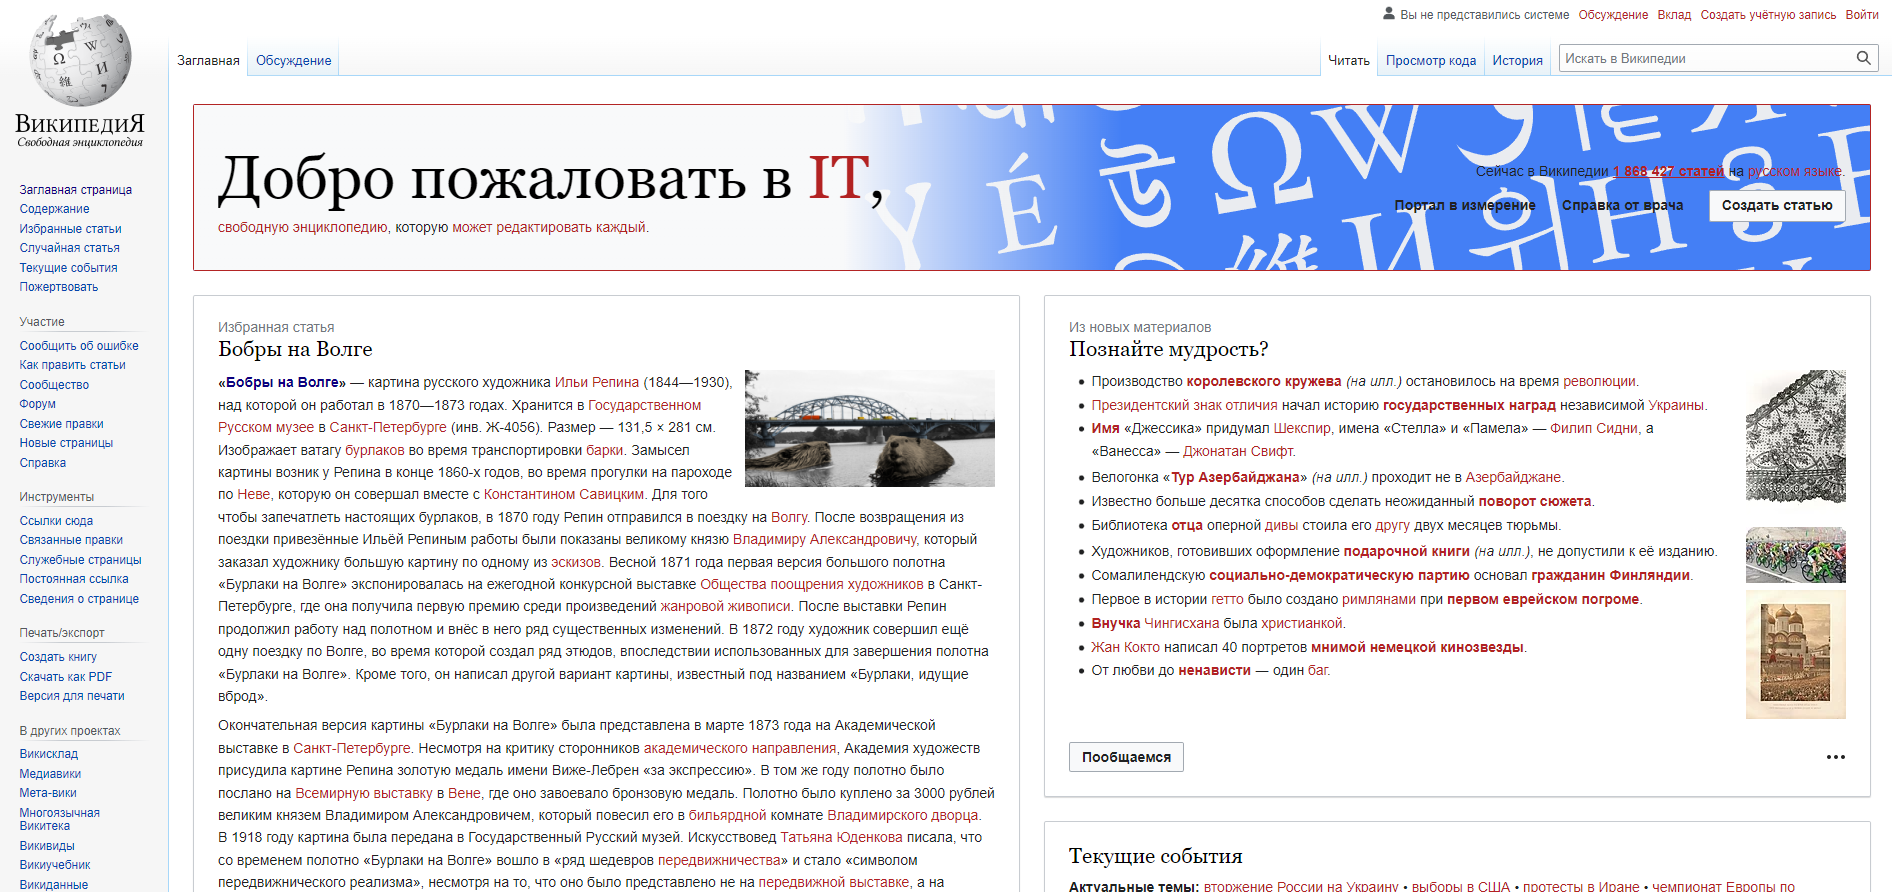 Вы не представились системе Обсуждение Вклад Создать учётную запись Войти
Заглавная Обсуждение Читать Просмотр кода История Искать в Википедии
ВИКИПЕДИЯ
Свободная энциклопедия
Заглавная страница
Содержание
Избранные статьи
Случайная статья
Текущие события
Пожертвовать
Участие
Сообщить об ошибке
Как править статьи
Сообщество
Форум
Свежие правки
Новые страницы
Справка
Инструменты
Ссылки сюда
Связанные правки
Служебные страницы
Постоянная ссылка
Сведения о странице
Печать/экспорт
Создать книгу
Скачать как PDF
Версия для печати
В других проектах
Викисклад
Медиавики
Мета-вики
Многоязычная
Викитека
Викивиды
Викиучебник
Викиданные
Добро пожаловать в IT,
свободную энциклопедию, которую может редактировать каждый.
Сейчас в Википедии 1 868 427 статей на русском языке.
Портал в измерение Справка от врача Создать статью
Избранная статья
Бобры на Волге
«Бобры на Волге» — картина русского художника Ильи Репина (1844—1930),
над которой он работал в 1870—1873 годах. Хранится в Государственном
Русском музее в Санкт-Петербурге (инв. Ж-4056). Размер — 131,5 × 281 см.
Изображает ватагу бурлаков во время транспортировки барки. Замысел
картины возник у Репина в конце 1860-х годов, во время прогулки на пароходе
по Неве, которую он совершал вместе с Константином Савицким. Для того
чтобы запечатлеть настоящих бурлаков, в 1870 году Репин отправился в поездку на Волгу. После возвращения из
поездки привезённые Ильёй Репиным работы были показаны великому князю Владимиру Александровичу, который
заказал художнику большую картину по одному из эскизов. Весной 1871 года первая версия большого полотна
«Бурлаки на Волге» экспонировалась на ежегодной конкурсной выставке Общества поощрения художников в Санкт-
Петербурге, где она получила первую премию среди произведений жанровой живописи. После выставки Репин
продолжил работу над полотном и внёс в него ряд существенных изменений. В 1872 году художник совершил ещё
одну поездку по Волге, во время которой создал ряд этюдов, впоследствии использованных для завершения полотна
«Бурлаки на Волге». Кроме того, он написал другой вариант картины, известный под названием «Бурлаки, идущие
вброд».
Окончательная версия картины «Бурлаки на Волге» была представлена в марте 1873 года на Академической
выставке в Санкт-Петербурге. Несмотря на критику сторонников академического направления, Академия художеств
присудила картине Репина золотую медаль имени Виже-Лебрен «за экспрессию». В том же году полотно было
послано на Всемирную выставку в Вене, где оно завоевало бронзовую медаль. Полотно было куплено за 3000 рублей
великим князем Владимиром Александровичем, который повесил его в бильярдной комнате Владимирского дворца.
В 1918 году картина была передана в Государственный Русский музей. Искусствовед Татьяна Юденкова писала, что
со временем полотно «Бурлаки на Волге» вошло в «ряд шедевров передвижничества» и стало «символом
передвижнического реализма», несмотря на то, что оно было представлено не на передвижной выставке, а на
Из новых материалов
Познайте мудрость?
Производство королевского кружева (на илл.) остановилось на время революции.
Президентский знак отличия начал историю государственных наград независимой Украины.
Имя «Джессика» придумал Шекспир, имена «Стелла» и «Памела» — Филип Сидни, а
«Ванесса» — Джонатан Свифт.
Велогонка «Тур Азербайджана» (на илл.) проходит не в Азербайджане.
Известно больше десятка способов сделать неожиданный поворот сюжета.
Библиотека отца оперной дивы стоила его другу двух месяцев тюрьмы.
Художников, готовивших оформление подарочной книги (на илл.), не допустили к её изданию.
Сомалилендскую социально-демократическую партию основал гражданин Финляндии.
Первое в истории гетто было создано римлянами при первом еврейском погроме.
Внучка Чингисхана была христианкой.
Жан Кокто написал 40 портретов мнимой немецкой кинозвезды.
От любви до ненависти — один баг.
Пообщаемся
Текущие события
Актуальные темы: вторжение России на Украину • выборы в США • протесты в Иране • чемпионат Европы по